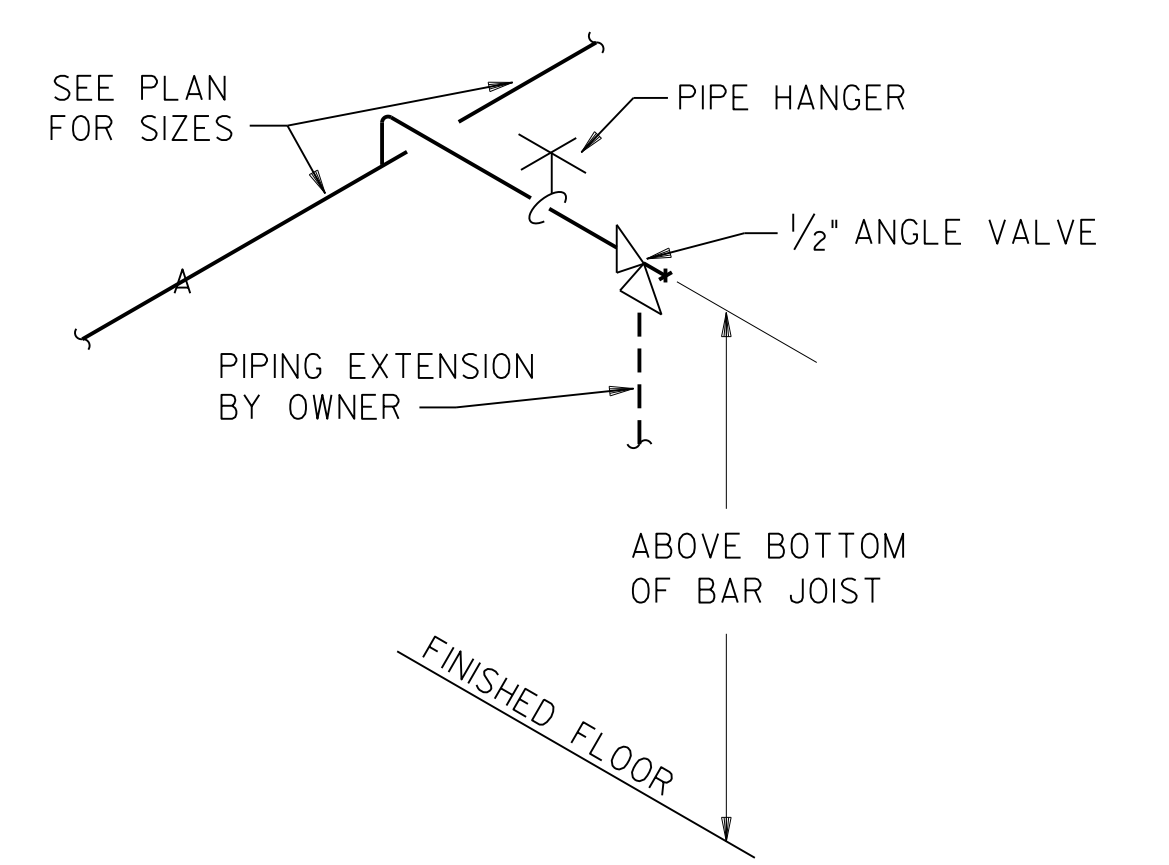 SEE PLAN
FOR SIZES
PIPE HANGER
1/2" ANGLE VALVE
A
PIPING EXTENSION
BY OWNER
ABOVE BOTTOM
OF BAR JOIST
FINISHED FLOOR